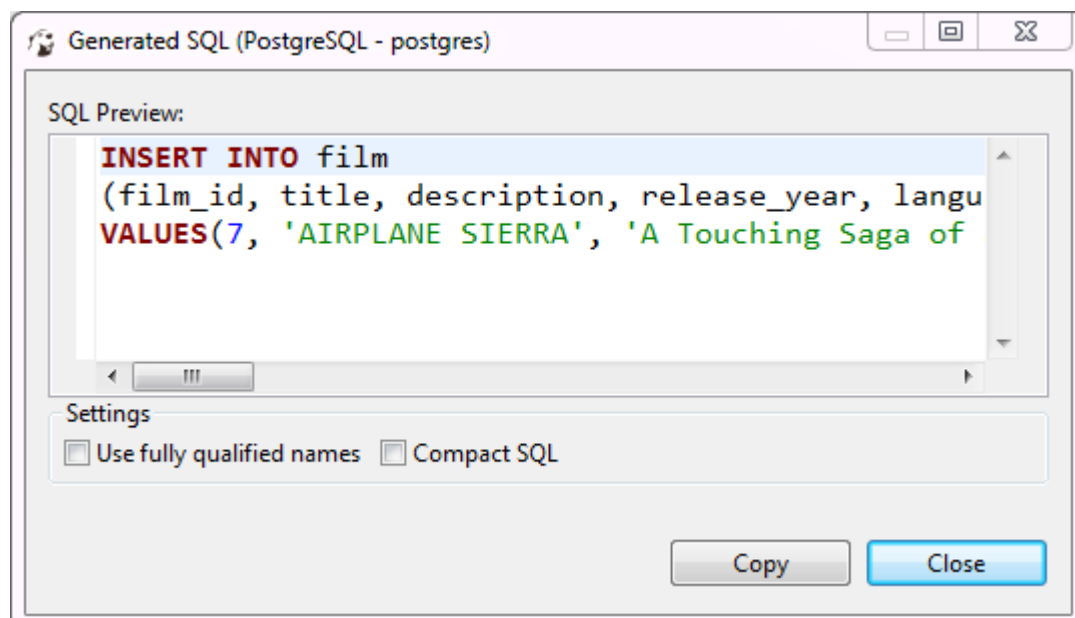 Generated SQL (PostgreSQL - postgres)
SQL Preview:
INSERT INTO film
(film_id, title, description, release_year, langu
VALUES(7, 'AIRPLANE SIERRA', 'A Touching Saga of
Settings
Use fully qualified names Compact SQL
Copy Close